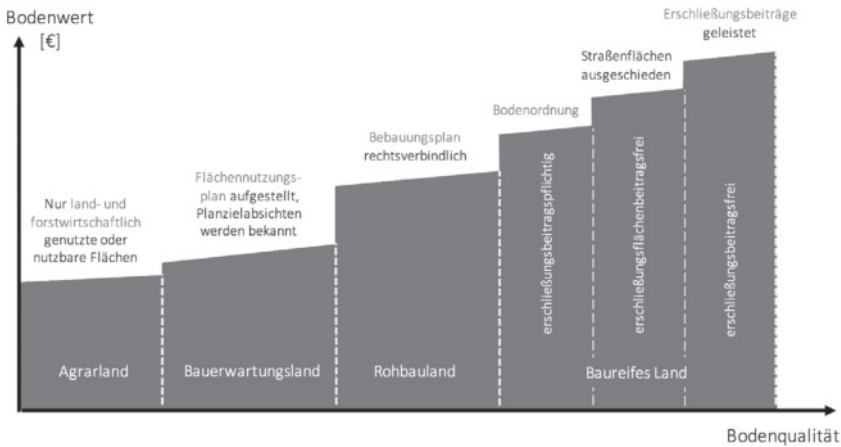 Bodenwert
[€]
Nur land- und
forstwirtschaftlich
genutzte oder
nutzbare Flächen
Flächennutzungs-
plan aufgestellt,
Planzielabsichten
werden bekannt
Bebauungsplan
rechtsverbindlich
Bodenordnung
Straßenflächen
ausgeschieden
Erschließungsbeiträge
geleistet
erschließungsbeitragspflichtig
erschließungsflächenbeitragsfrei
erschließungsbeitragsfrei
Agrarland
Bauerwartungsland
Rohbauland
Baureifes Land
Bodenqualität